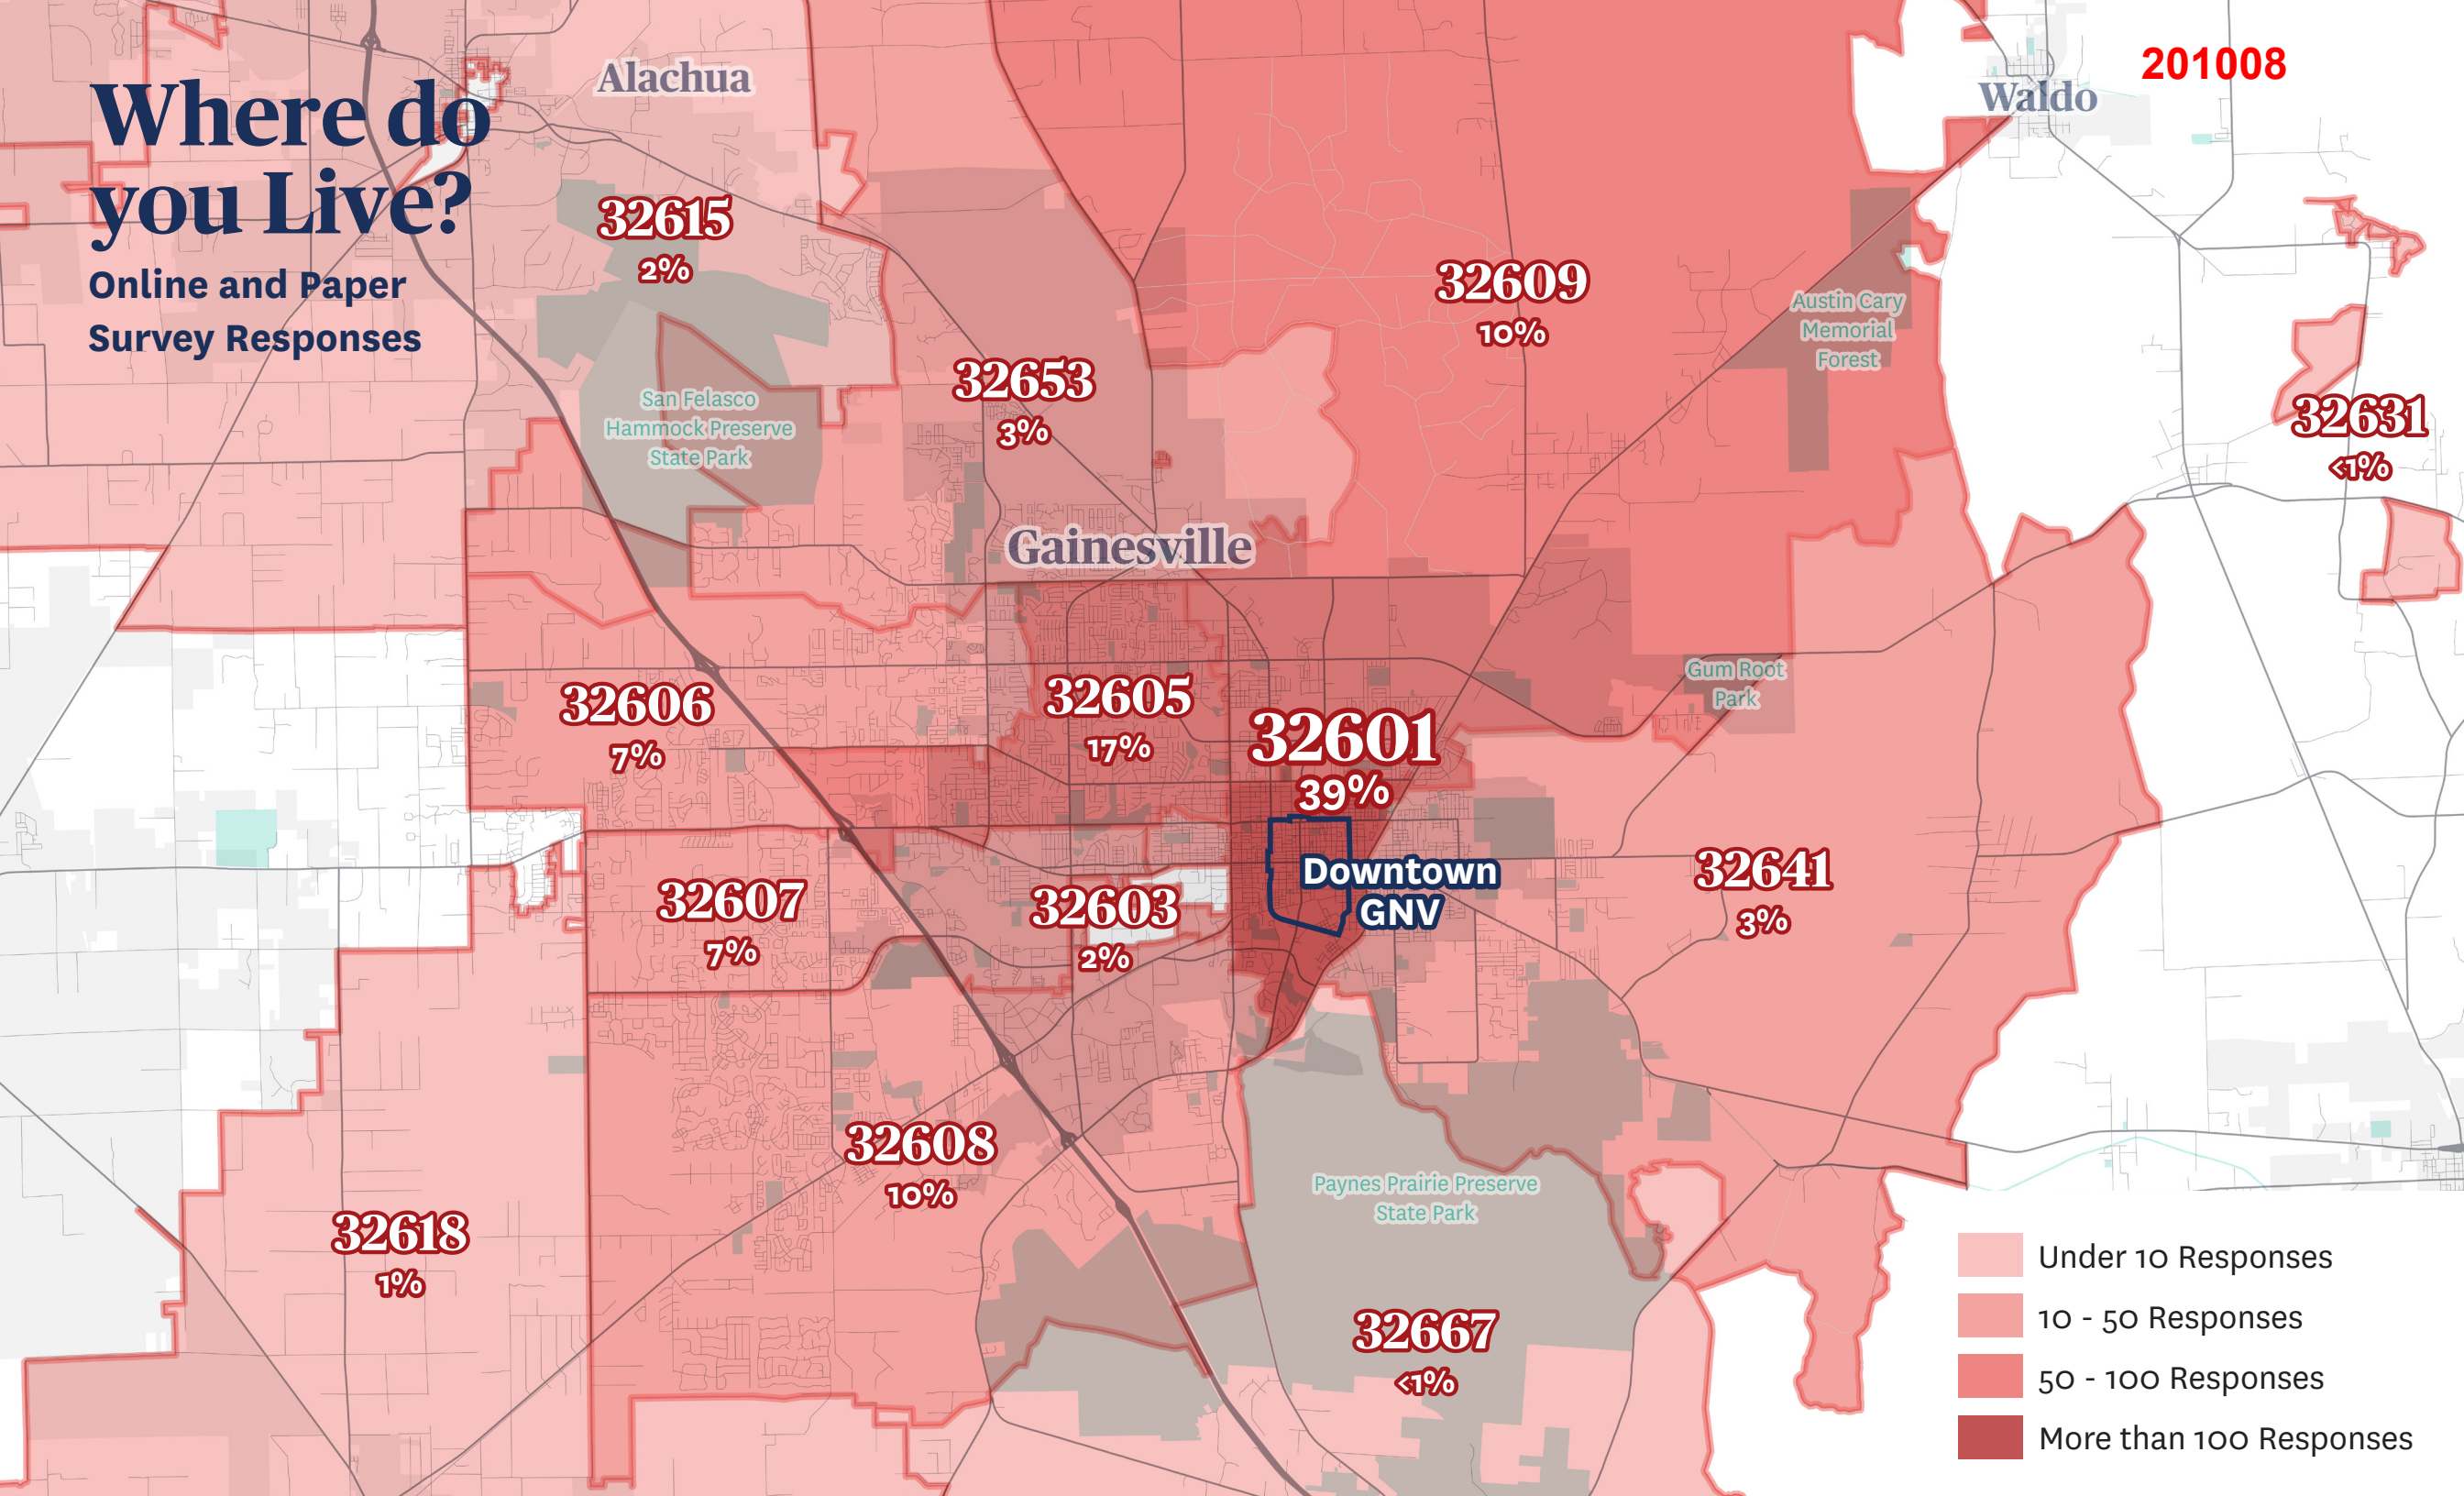 Where do
you Live?
Online and Paper
Survey Responses
Alachua
201008
Waldo
32615
2%
32609
10%
Austin Cary
Memorial
Forest
32653
3%
San Felasco
Hammock Preserve
State Park
32631
<1%
Gainesville
32606
7%
32605
17%
32601
39%
Gum Root
Park
Downtown
GNV
32607
7%
32603
2%
32641
3%
32608
10%
Paynes Prairie Preserve
State Park
32618
1%
32667
<1%
Under 10 Responses
10 - 50 Responses
50 - 100 Responses
More than 100 Responses